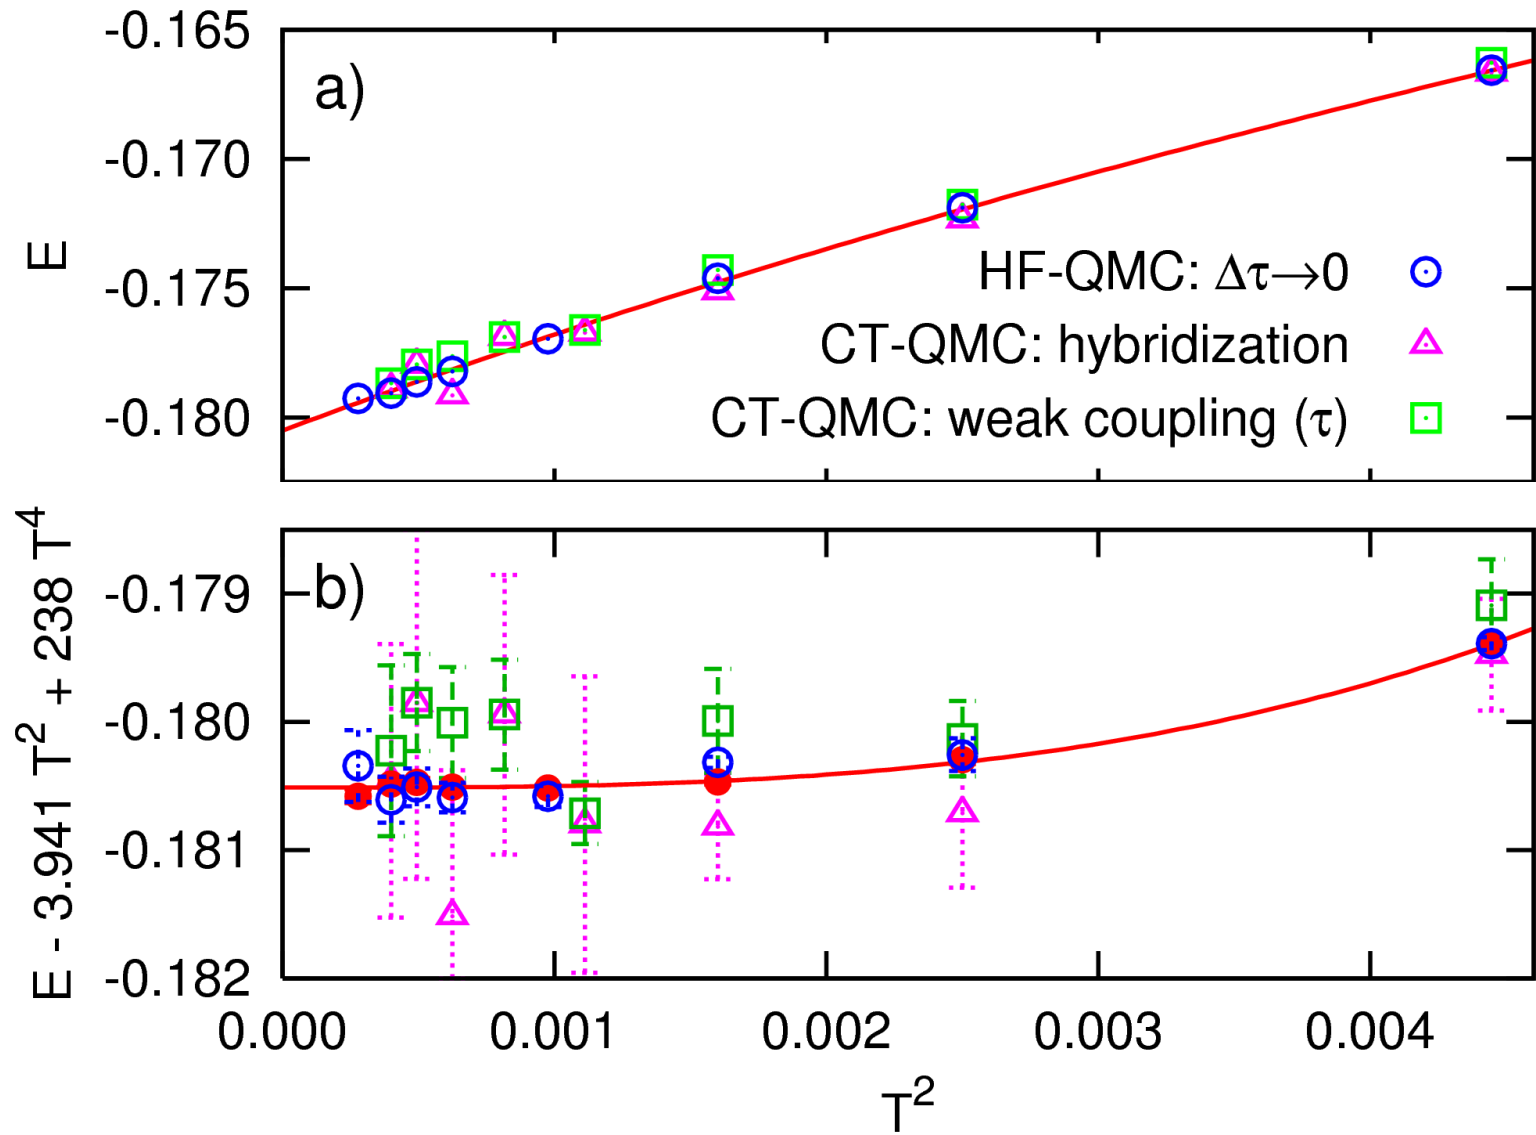 -0.165
a)
-0.170
E
-0.175
-0.180
HF-QMC: Δτ→0
CT-QMC: hybridization
CT-QMC: weak coupling (τ)
b)
-0.179
-0.180
-0.181
-0.182
E - 3.941 T² + 238 T⁴
0.000 0.001 0.002 0.003 0.004
T²